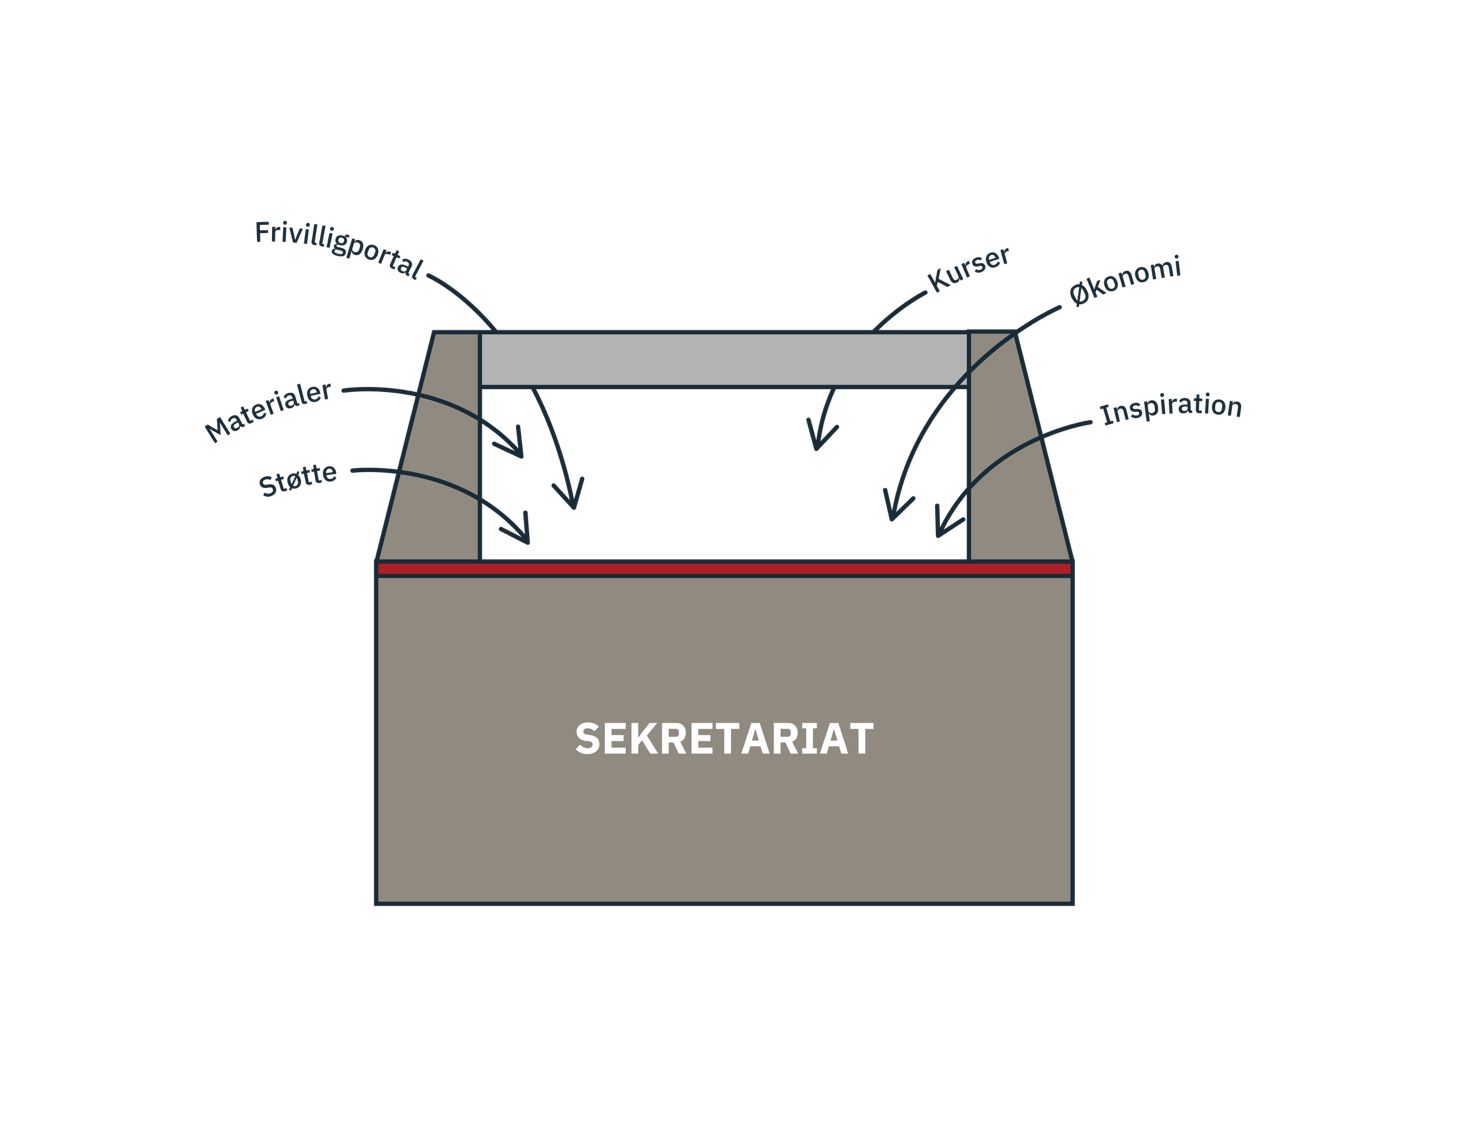 Frivilligportal
Kurser
Økonomi
Materialer
Inspiration
Støtte
SEKRETARIAT